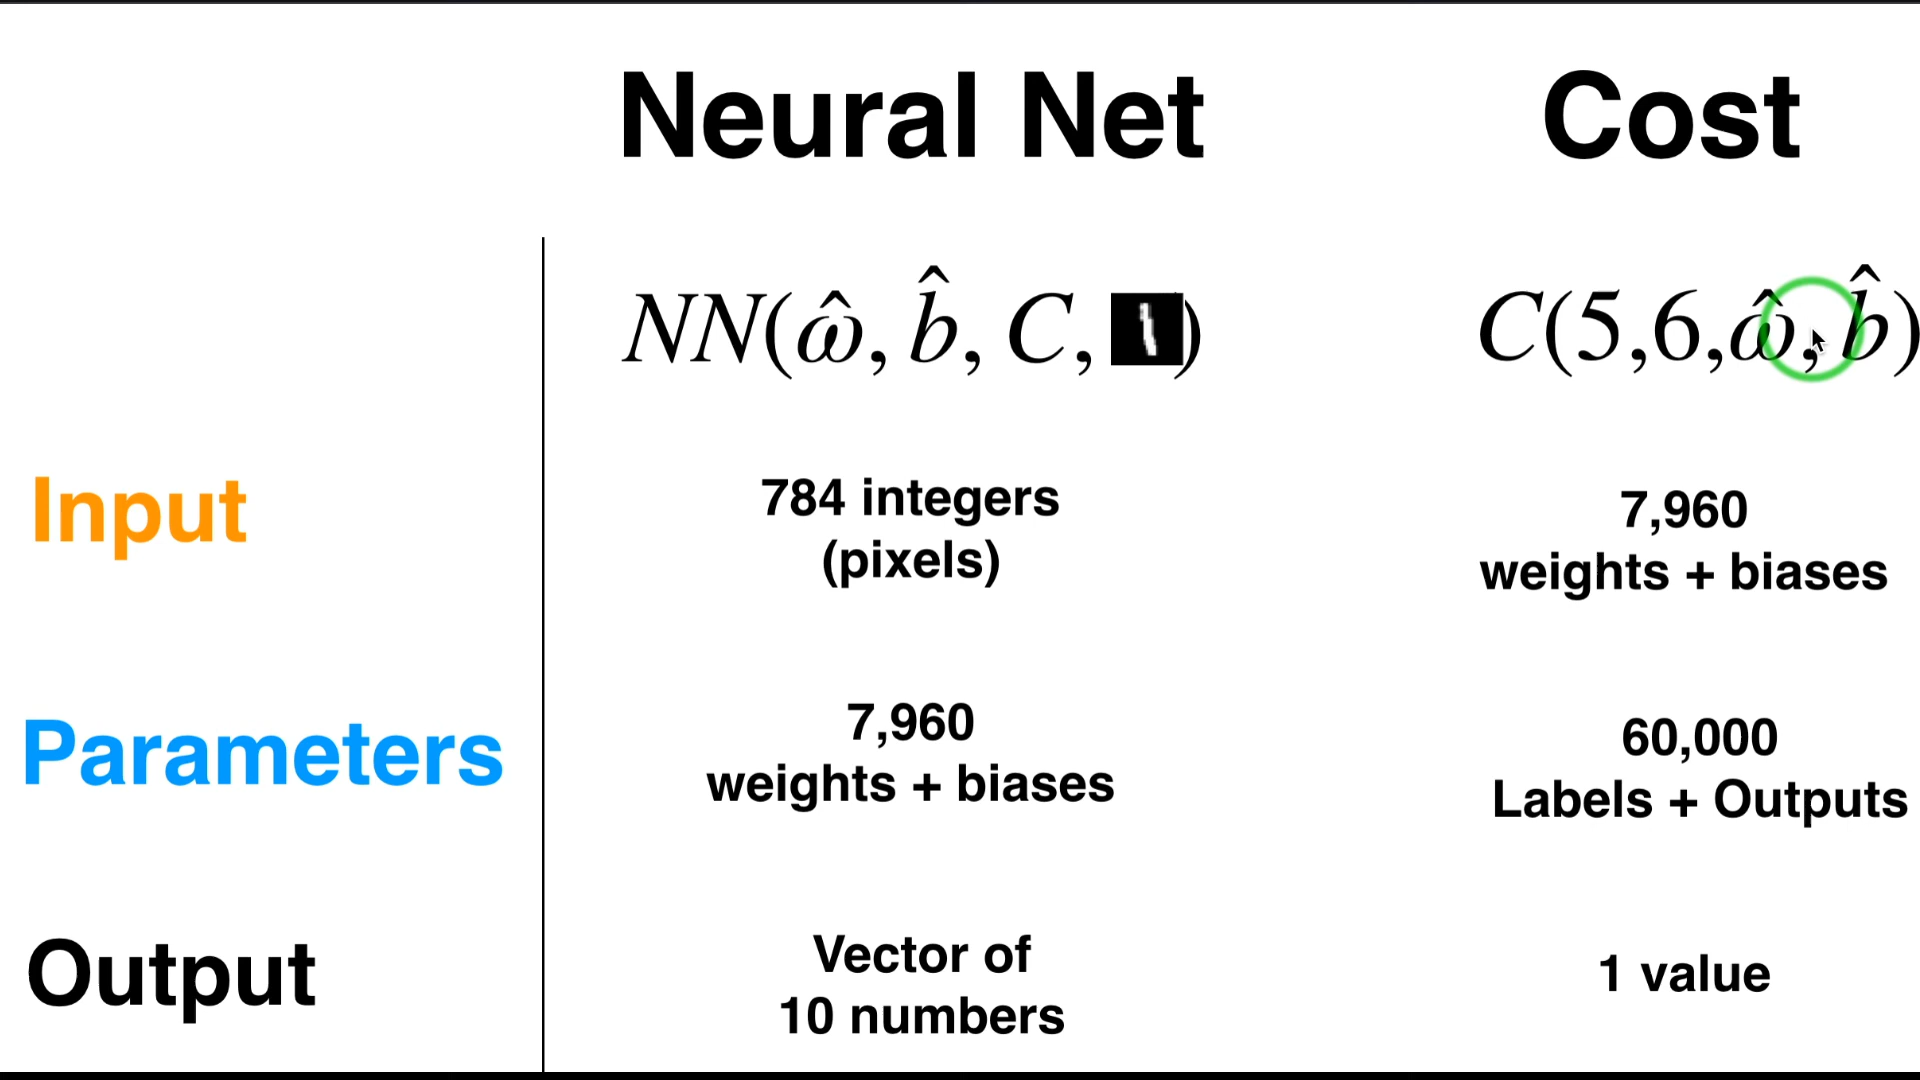 Neural Net
Cost
NN(ω̂, b̂, C, )
C(5,6,ω̂, b̂)
Input
784 integers
(pixels)
7,960
weights + biases
Parameters
7,960
weights + biases
60,000
Labels + Outputs
Output
Vector of
10 numbers
1 value